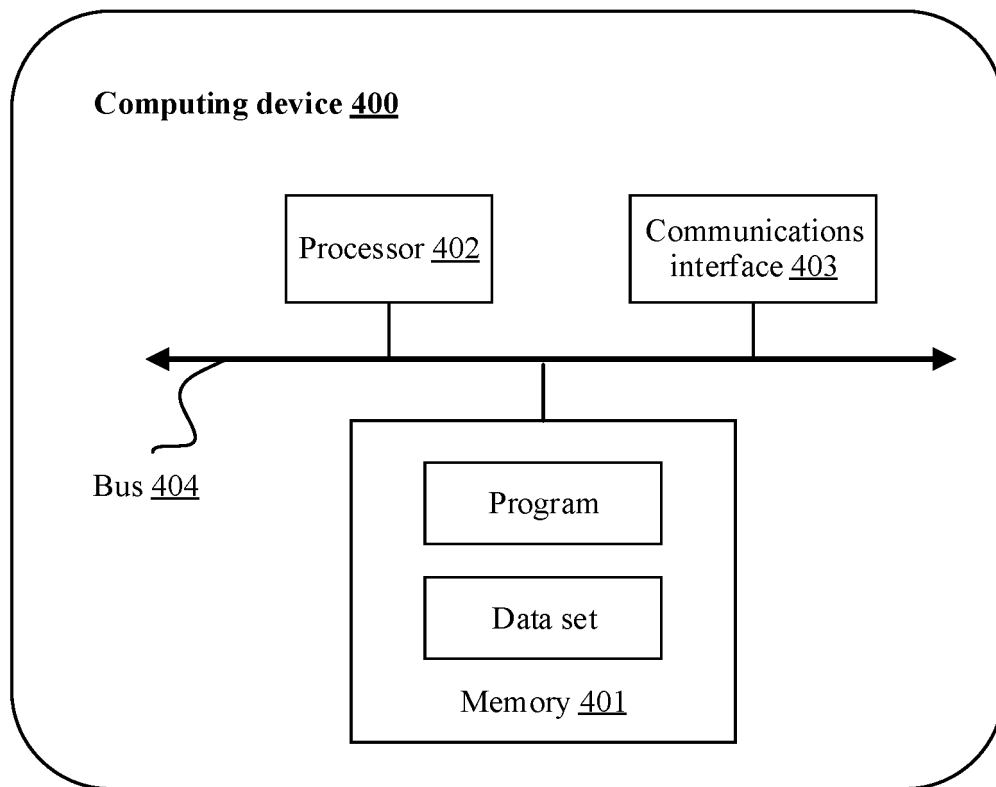 Computing device 400
Processor 402
Communications
interface 403
Bus 404
Program
Data set
Memory 401